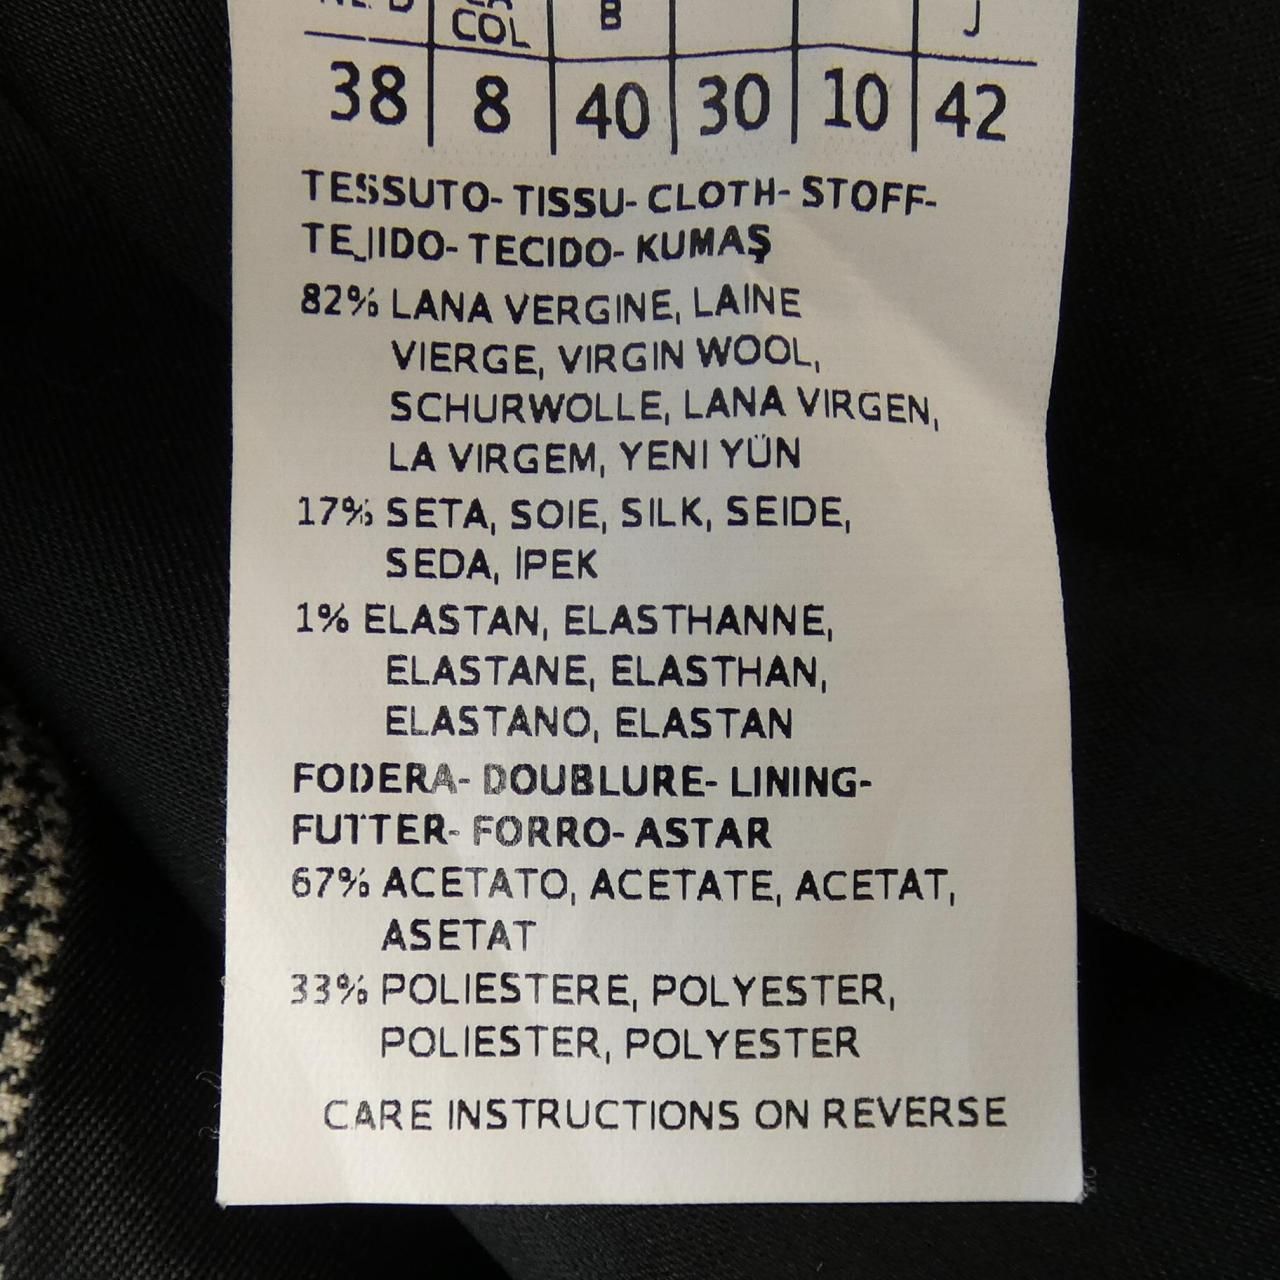 COL B J
38 8 40 30 10 42
TESSUTO- TISSU- CLOTH- STOFF-
TEJIDO- TECIDO- KUMAŞ
82% LANA VERGINE, LAINE
VIERGE, VIRGIN WOOL,
SCHURWOLLE, LANA VIRGEN,
LA VIRGEM, YENI YÜN
17% SETA, SOIE, SILK, SEIDE,
SEDA, İPEK
1% ELASTAN, ELASTHANNE,
ELASTANE, ELASTHAN,
ELASTANO, ELASTAN
FODERA- DOUBLURE- LINING-
FUTTER- FORRO- ASTAR
67% ACETATO, ACETATE, ACETAT,
ASETAT
33% POLIESTERE, POLYESTER,
POLIESTER, POLYESTER
CARE INSTRUCTIONS ON REVERSE